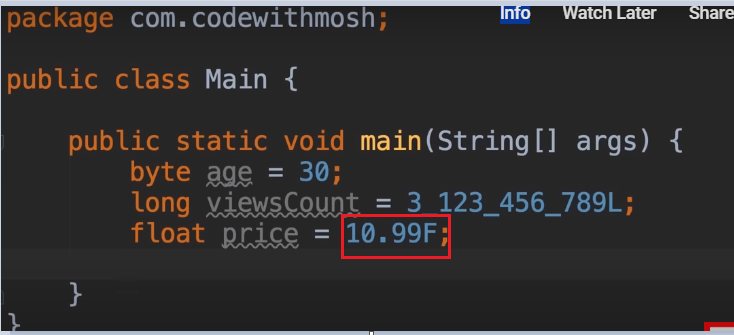 package com.codewithmosh;
Info Watch Later Share
public class Main {
public static void main(String[] args) {
byte age = 30;
long viewsCount = 3_123_456_789L;
float price = 10.99F;
}
}